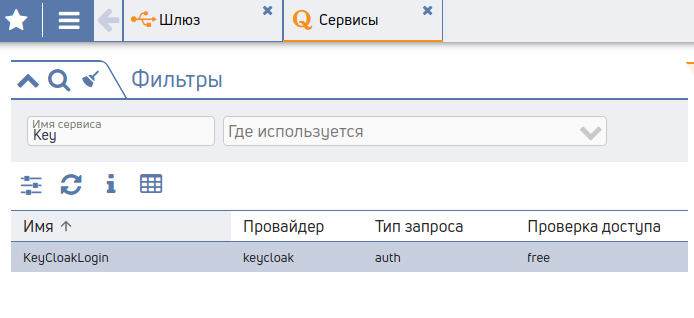 Шлюз
Сервисы
Фильтры
Имя сервиса
Key
Где используется
Имя
Провайдер
Тип запроса
Проверка доступа
KeyCloakLogin
keycloak
auth
free